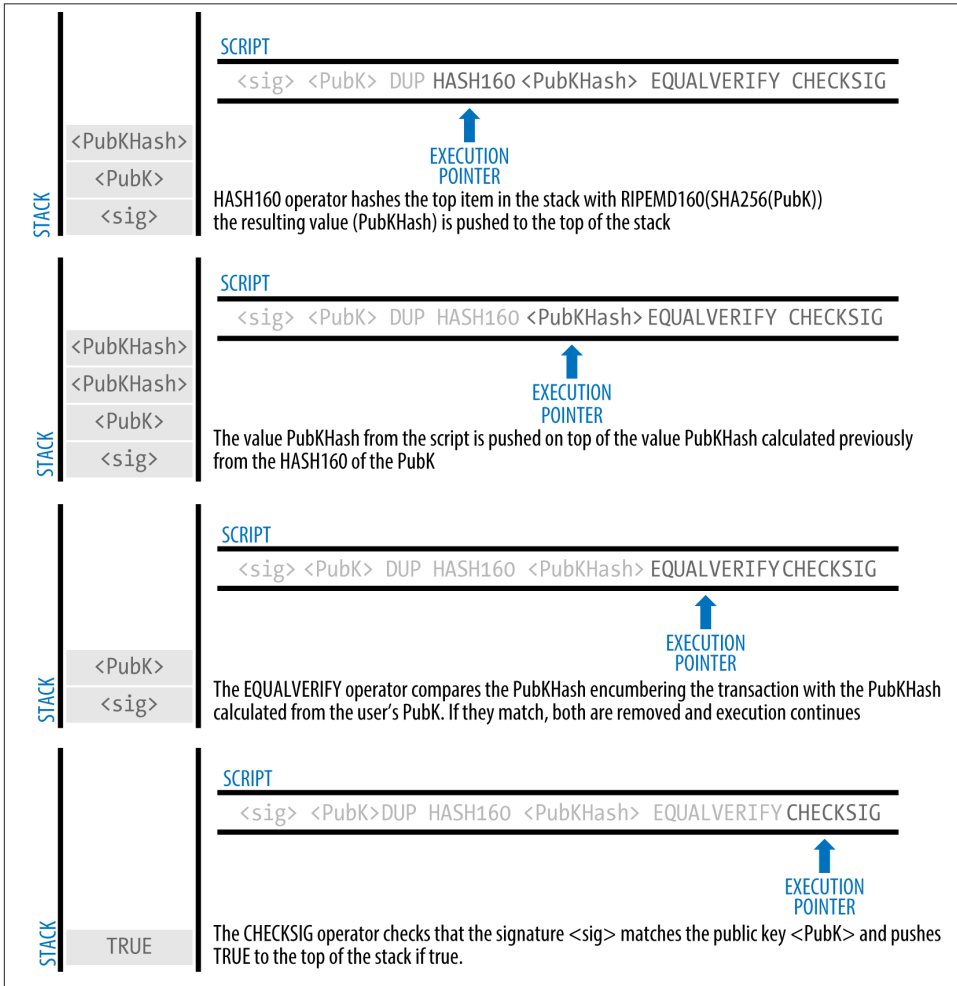 SCRIPT
<sig> <PubK> DUP HASH160 <PubKHash> EQUALVERIFY CHECKSIG
EXECUTION
POINTER
<PubKHash>
<PubK>
<sig>
STACK
HASH160 operator hashes the top item in the stack with RIPEMD160(SHA256(PubK))
the resulting value (PubKHash) is pushed to the top of the stack
SCRIPT
<sig> <PubK> DUP HASH160 <PubKHash> EQUALVERIFY CHECKSIG
EXECUTION
POINTER
<PubKHash>
<PubKHash>
<PubK>
<sig>
STACK
The value PubKHash from the script is pushed on top of the value PubKHash calculated previously
from the HASH160 of the PubK
SCRIPT
<sig> <PubK> DUP HASH160 <PubKHash> EQUALVERIFY CHECKSIG
EXECUTION
POINTER
<PubK>
<sig>
STACK
The EQUALVERIFY operator compares the PubKHash encumbering the transaction with the PubKHash
calculated from the user's PubK. If they match, both are removed and execution continues
SCRIPT
<sig> <PubK>DUP HASH160 <PubKHash> EQUALVERIFY CHECKSIG
EXECUTION
POINTER
TRUE
STACK
The CHECKSIG operator checks that the signature <sig> matches the public key <PubK> and pushes
TRUE to the top of the stack if true.